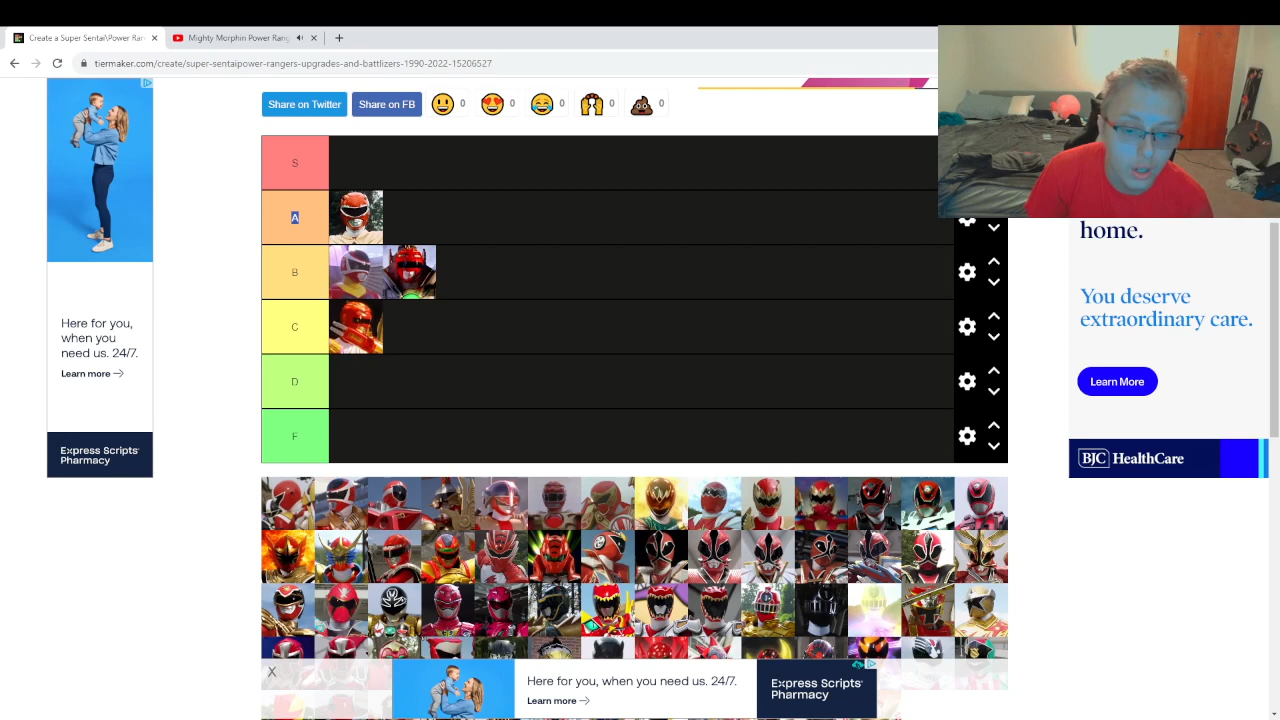 Create a Super Sentai\Power Ran
Mighty Morphin Power Rang
tiermaker.com/create/super-sentaipower-rangers-upgrades-and-battlizers-1990-2022-15206527
Share on Twitter
Share on FB
0
0
0
0
0
S
A
B
C
D
F
Here for you,
when you
need us. 24/7.
Learn more
Express Scripts
Pharmacy
home.
You deserve
extraordinary care.
Learn More
BJC HealthCare
X
Here for you, when you need us. 24/7.
Learn more
Express Scripts
Pharmacy